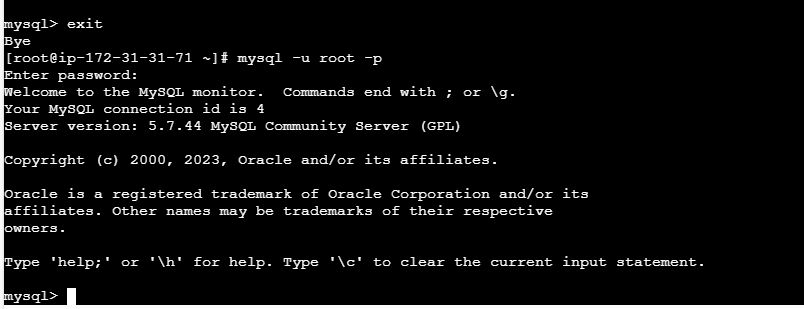 mysql> exit
Bye
[root@ip-172-31-31-71 ~]# mysql -u root -p
Enter password:
Welcome to the MySQL monitor.  Commands end with ; or \g.
Your MySQL connection id is 4
Server version: 5.7.44 MySQL Community Server (GPL)
Copyright (c) 2000, 2023, Oracle and/or its affiliates.
Oracle is a registered trademark of Oracle Corporation and/or its
affiliates. Other names may be trademarks of their respective
owners.
Type 'help;' or '\h' for help. Type '\c' to clear the current input statement.
mysql>